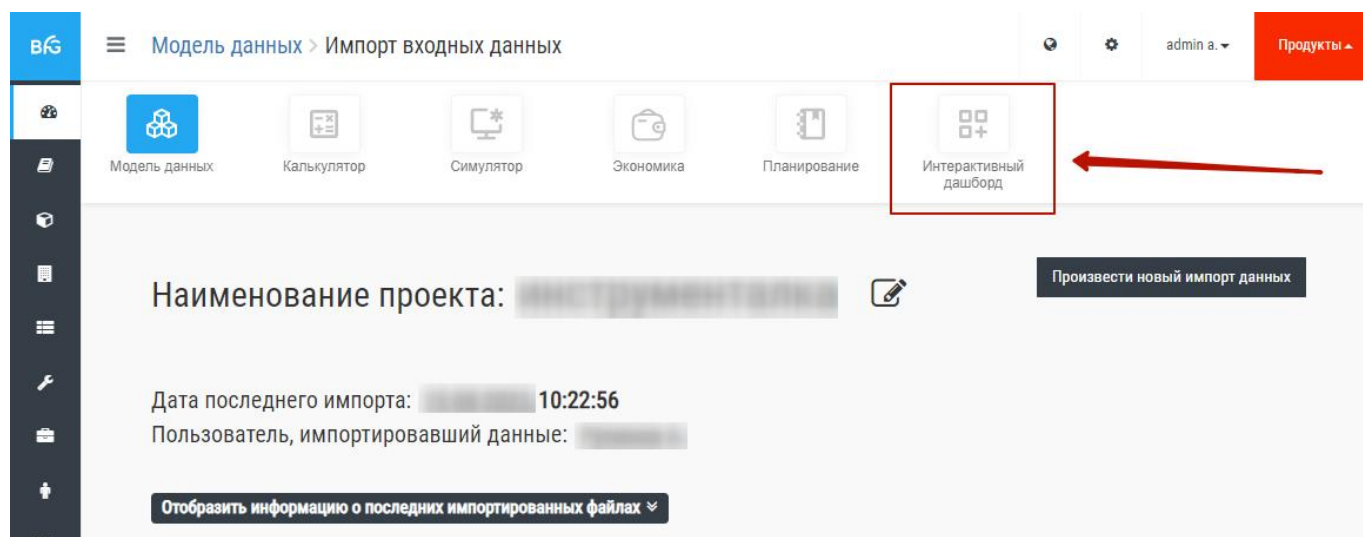 BFG
Модель данных > Импорт входных данных
admin a.
Продукты
Модель данных
Калькулятор
Симулятор
Экономика
Планирование
Интерактивный
дашборд
Наименование проекта:
Произвести новый импорт данных
Дата последнего импорта: 10:22:56
Пользователь, импортировавший данные:
Отобразить информацию о последних импортированных файлах